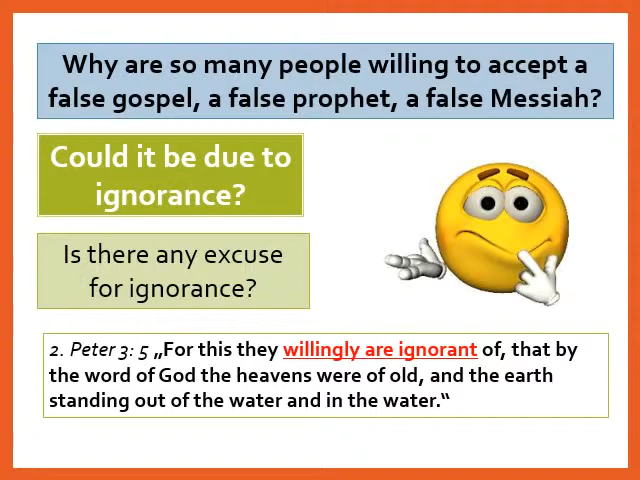 Why are so many people willing to accept a
false gospel, a false prophet, a false Messiah?
Could it be due to
ignorance?
Is there any excuse
for ignorance?
2. Peter 3: 5 „For this they willingly are ignorant of, that by
the word of God the heavens were of old, and the earth
standing out of the water and in the water.“